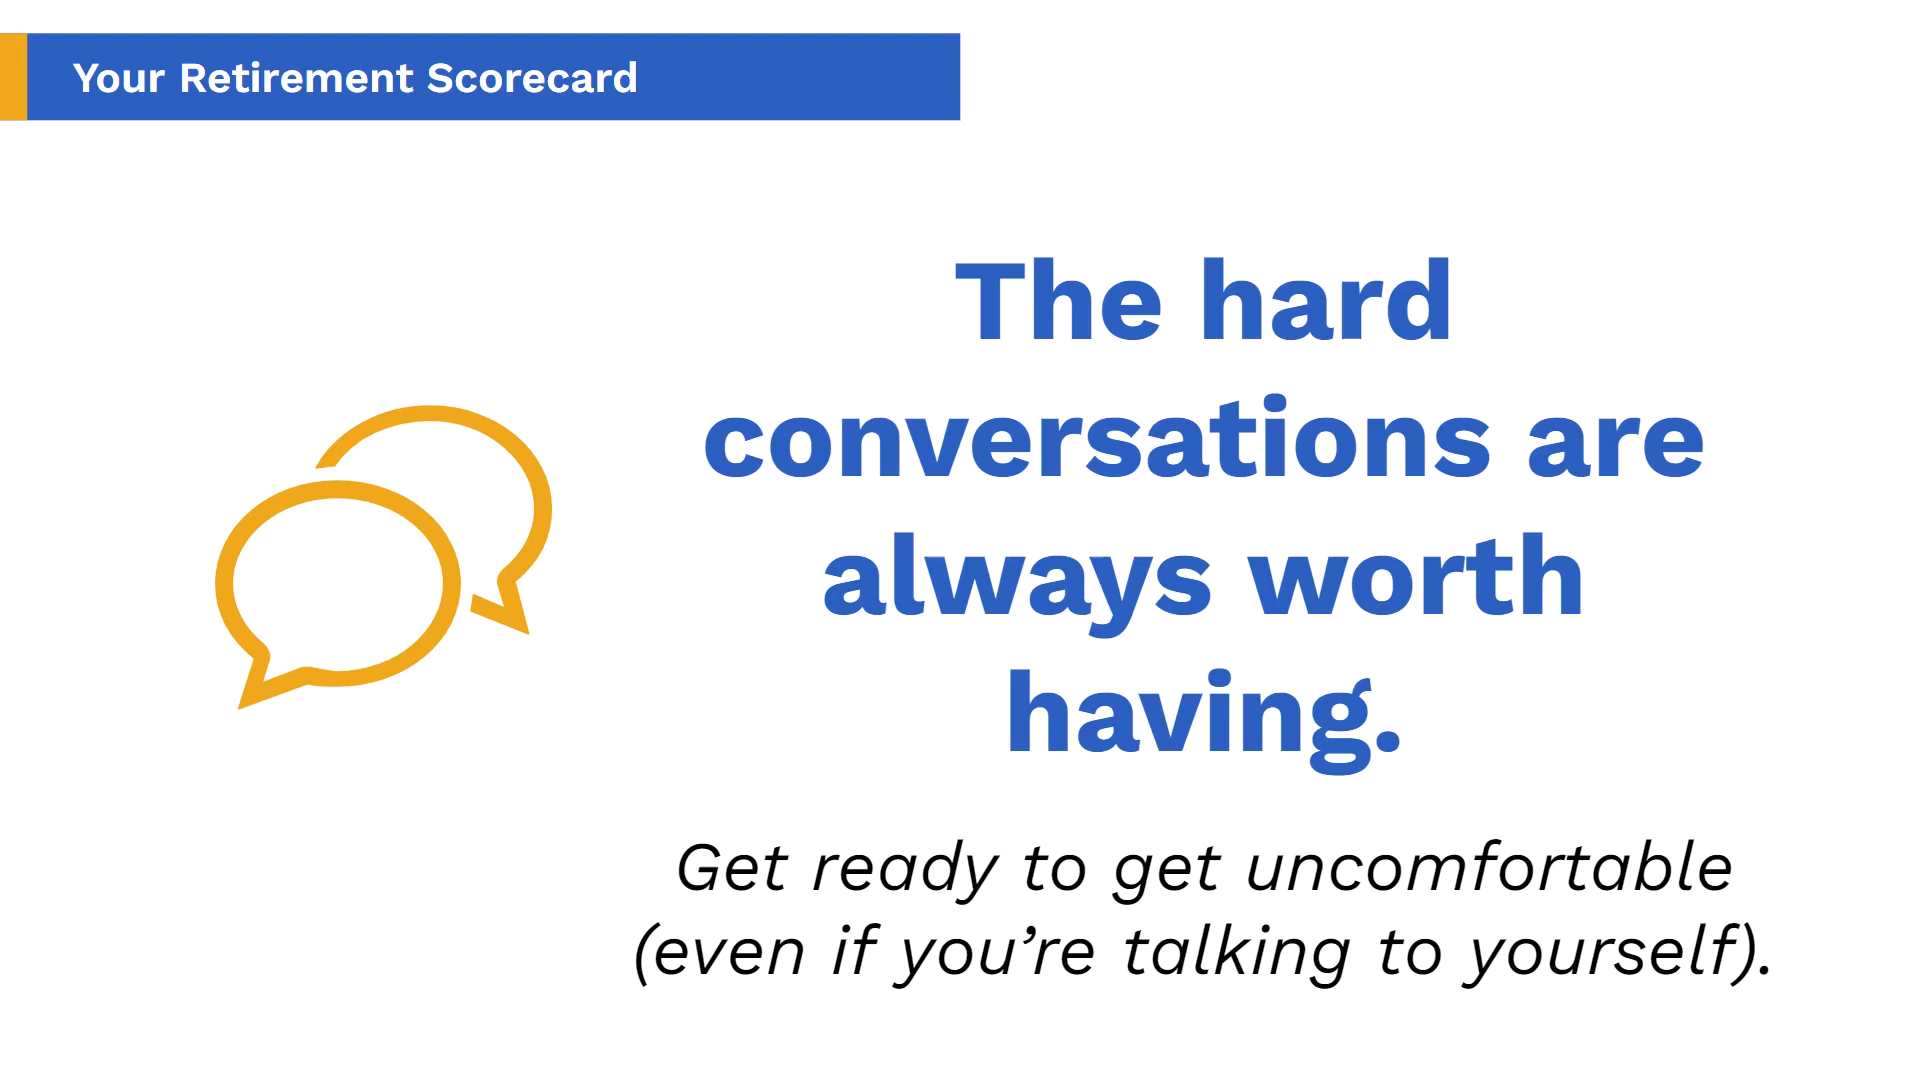 Your Retirement Scorecard
The hard
conversations are
always worth
having.
Get ready to get uncomfortable
(even if you’re talking to yourself).